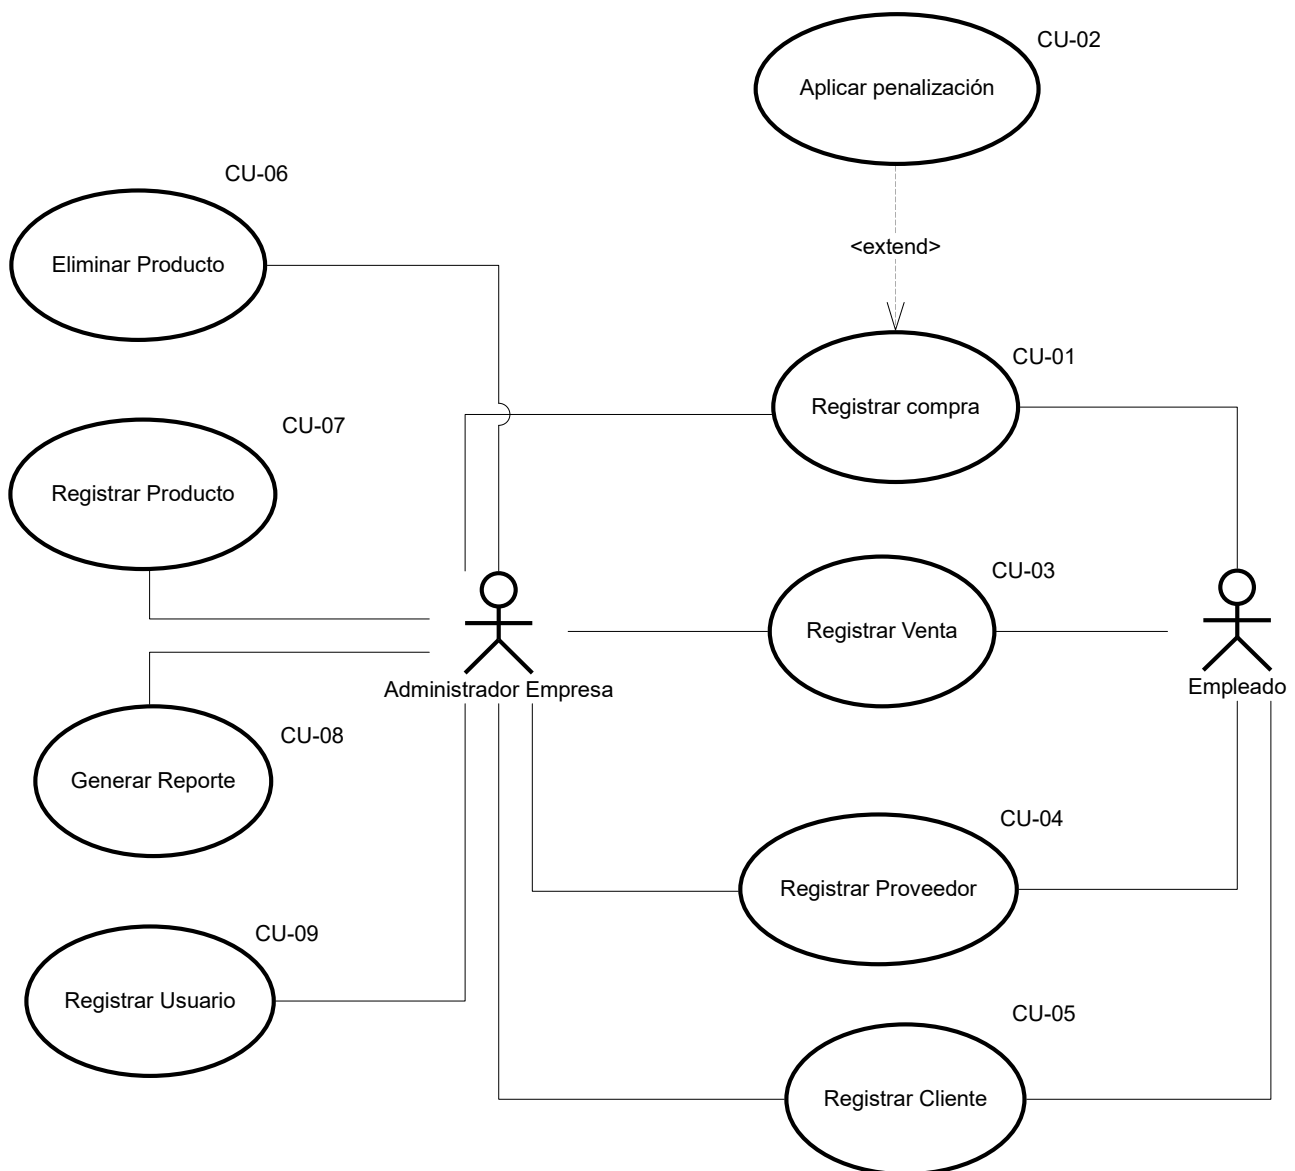 CU-02
Aplicar penalización
CU-06
<extend>
Eliminar Producto
CU-01
Registrar compra
CU-07
Registrar Producto
CU-03
Registrar Venta
Administrador Empresa
Empleado
CU-08
Generar Reporte
CU-04
Registrar Proveedor
CU-09
Registrar Usuario
CU-05
Registrar Cliente